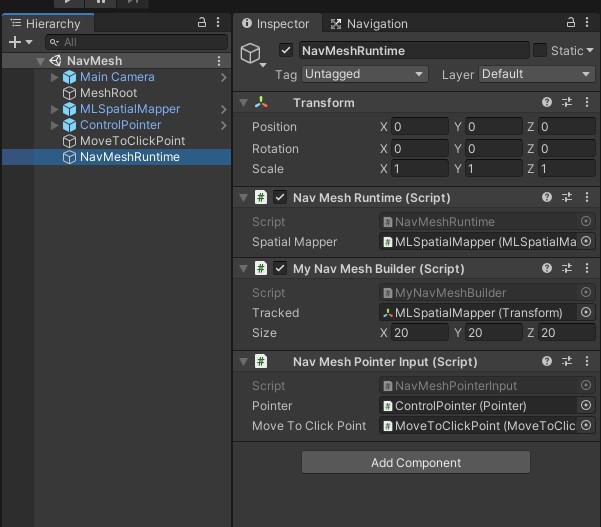 Hierarchy
All
NavMesh
Main Camera
MeshRoot
MLSpatialMapper
ControlPointer
MoveToClickPoint
NavMeshRuntime
Inspector Navigation
NavMeshRuntime Static
Tag Untagged Layer Default
Transform
Position X 0 Y 0 Z 0
Rotation X 0 Y 0 Z 0
Scale X 1 Y 1 Z 1
# Nav Mesh Runtime (Script)
Script NavMeshRuntime
Spatial Mapper MLSpatialMapper (MLSpatialMa
# My Nav Mesh Builder (Script)
Script MyNavMeshBuilder
Tracked MLSpatialMapper (Transform)
Size X 20 Y 20 Z 20
# Nav Mesh Pointer Input (Script)
Script NavMeshPointerInput
Pointer ControlPointer (Pointer)
Move To Click Point MoveToClickPoint (MoveToClic
Add Component